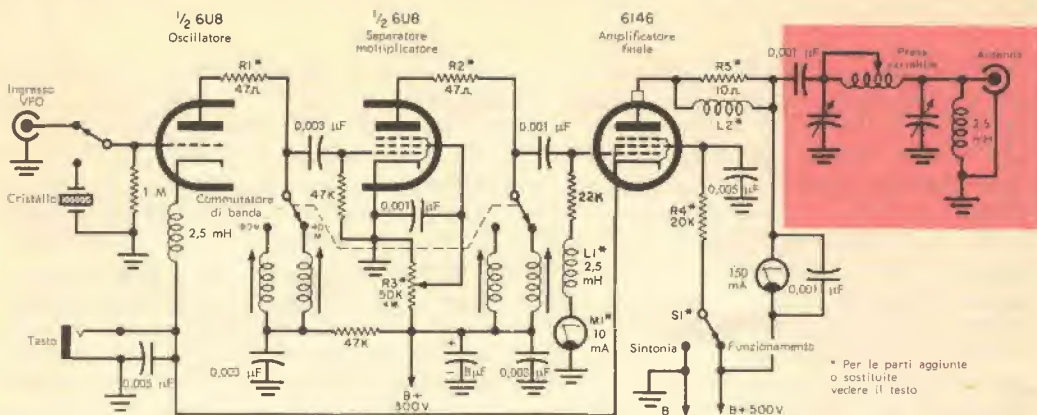 ½ 6U8
Oscillatore
½ 6U8
Separatore
moltiplicatore
6146
Amplificatore
finale
Ingresso
VFO
Cristallo
1 M
2,5 mH
Tasto
0,005 µF
R1*
47Ω
0,003 µF
Commutatore
di banda
80M
40
M
0,003 µF
47K
47K
R2*
47Ω
0,001 µF
R3*
50K
4W
B+
300V.
8µF
0,003 µF
0,001 µF
22K
L1*
2,5
mH
M1*
10
mA
R5*
10Ω
L2*
0,005 µF
R4*
20K
S1*
Sintonia
Funzionamento
B
B+ 500V.
150
mA
0,001 µF
0,001 µF
Presa
variabile
Antenna
2,5
mH
* Per le parti aggiunte
o sostituite
vedere il testo